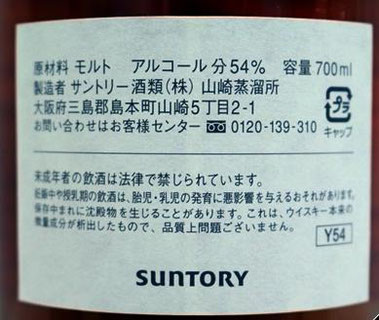 原材料 モルト　アルコール分54%　容量700ml
製造者 サントリー酒類(株) 山崎蒸溜所
大阪府三島郡島本町山崎5丁目2-1
お問い合わせはお客様センター 0120-139-310
プラ
キャップ
未成年者の飲酒は法律で禁じられています。
妊娠中や授乳期の飲酒は、胎児・乳児の発育に悪影響を与えるおそれがあります。
保存中まれに沈殿物を生じることがあります。これは、ウイスキー本来の
微量成分が析出したもので、品質上問題ございません。
Y54
SUNTORY